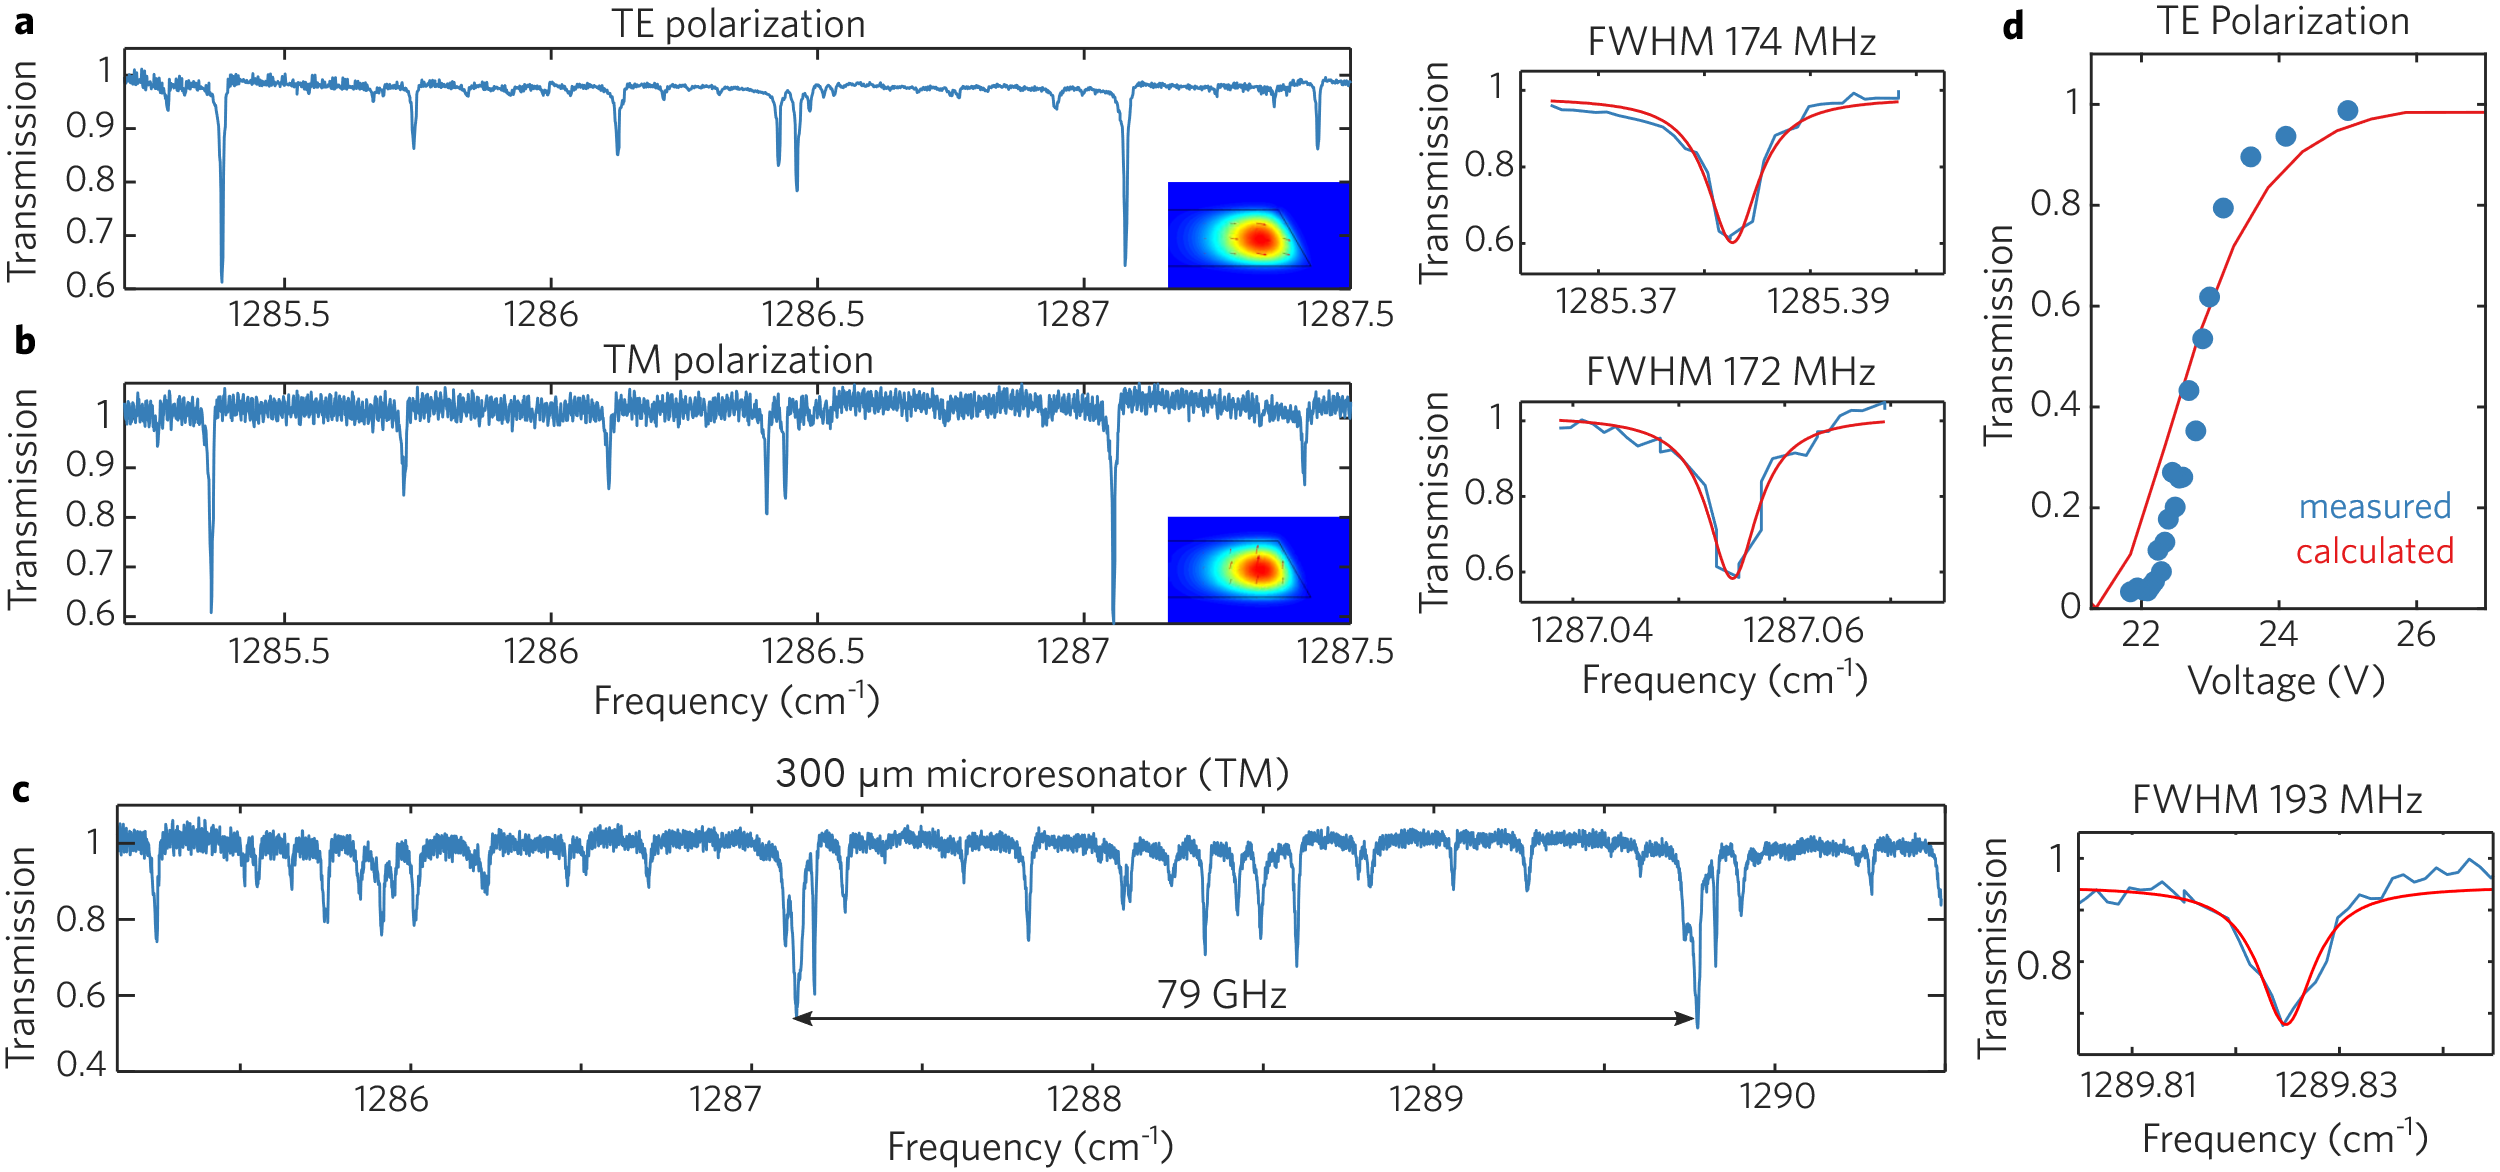 a
TE polarization
Transmission
1
0.9
0.8
0.7
0.6
1285.5
1286
1286.5
1287
1287.5
FWHM 174 MHz
Transmission
1
0.8
0.6
1285.37
1285.39
b
TM polarization
Transmission
1
0.9
0.8
0.7
0.6
1285.5
1286
1286.5
1287
1287.5
Frequency (cm⁻¹)
FWHM 172 MHz
Transmission
1
0.8
0.6
1287.04
1287.06
Frequency (cm⁻¹)
d
TE Polarization
Transmission
1
0.8
0.6
0.4
0.2
0
measured
calculated
22
24
26
Voltage (V)
c
300 µm microresonator (TM)
Transmission
1
0.8
0.6
0.4
79 GHz
1286
1287
1288
1289
1290
Frequency (cm⁻¹)
FWHM 193 MHz
Transmission
1
0.8
1289.81
1289.83
Frequency (cm⁻¹)